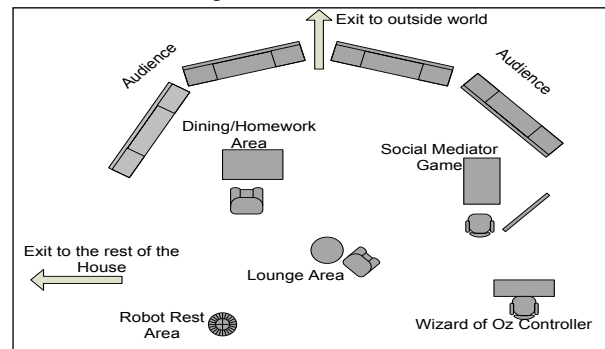 Exit to outside world
Audience
Audience
Dining/Homework
Area
Social Mediator
Game
Exit to the rest of the
House
Lounge Area
Robot Rest
Area
Wizard of Oz Controller